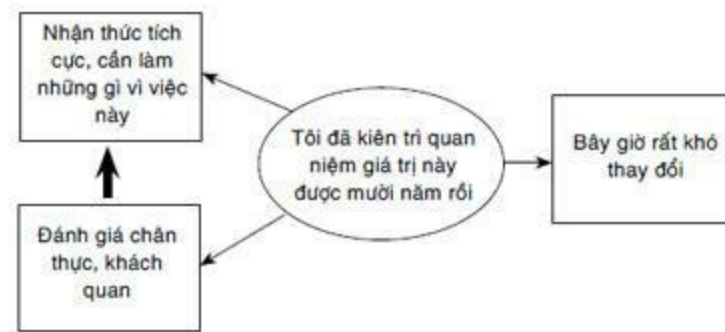 Nhận thức tích
cực, cần làm
những gì vì việc
này
Tôi đã kiên trì quan
niệm giá trị này
được mười năm rồi
Bây giờ rất khó
thay đổi
Đánh giá chân
thực, khách
quan